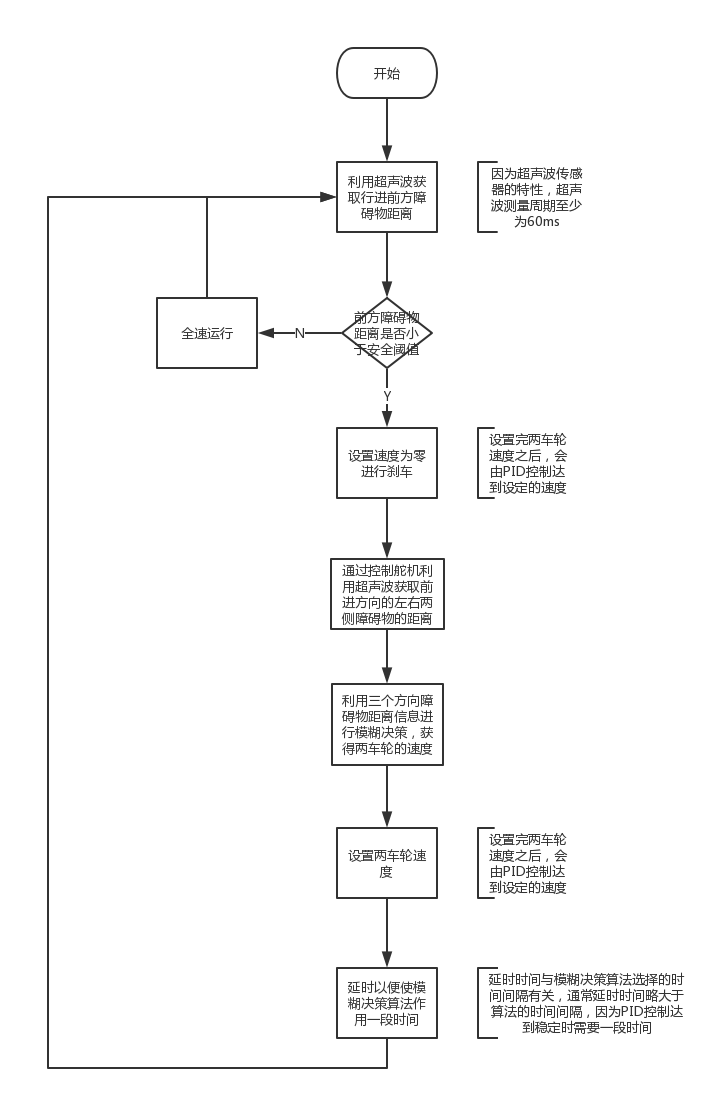 开始
利用超声波获
取行进前方障
碍物距离
因为超声波传感
器的特性，超声
波测量周期至少
为60ms
前方障碍物
距离是否小
于安全阈值
N
全速运行
Y
设置速度为零
进行刹车
设置完两车轮
速度之后，会
由PID控制达
到设定的速度
通过控制舵机利
用超声波获取前
进方向的左右两
侧障碍物的距离
利用三个方向障
碍物距离信息进
行模糊决策，获
得两车轮的速度
设置两车轮速
度
设置完两车轮
速度之后，会
由PID控制达
到设定的速度
延时以便使模
糊决策算法作
用一段时间
延时时间与模糊决策算法选择的时
间间隔有关，通常延时时间略大于
算法的时间间隔，因为PID控制达
到稳定时需要一段时间